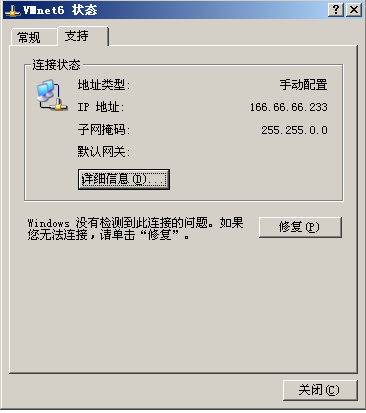 VMnet6 状态
常规 支持
连接状态
地址类型: 手动配置
IP 地址: 166.66.66.233
子网掩码: 255.255.0.0
默认网关:
详细信息(D)...
Windows 没有检测到此连接的问题。如果
您无法连接，请单击“修复”。
修复(P)
关闭(C)